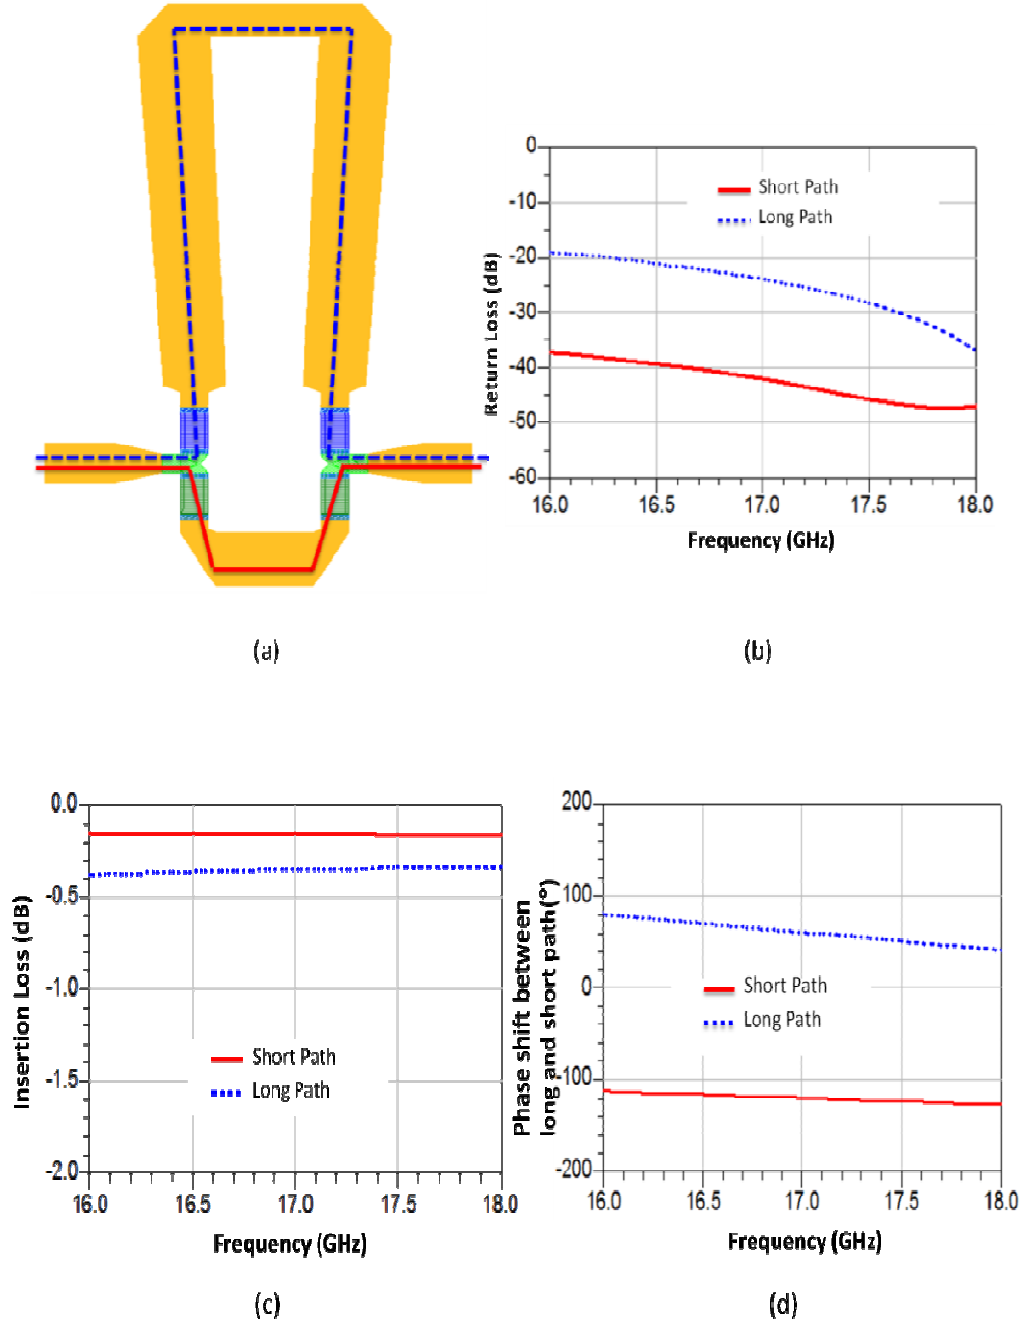 0
-10
-20
-30
-40
-50
-60
Return Loss (dB)
Short Path
Long Path
16.0 16.5 17.0 17.5 18.0
Frequency (GHz)
(a)
(b)
0.0
-0.5
-1.0
-1.5
-2.0
Insertion Loss (dB)
Short Path
Long Path
16.0 16.5 17.0 17.5 18.0
Frequency (GHz)
(c)
200
100
0
-100
-200
Phase shift between
long and short path(°)
Short Path
Long Path
16.0 16.5 17.0 17.5 18.0
Frequency (GHz)
(d)